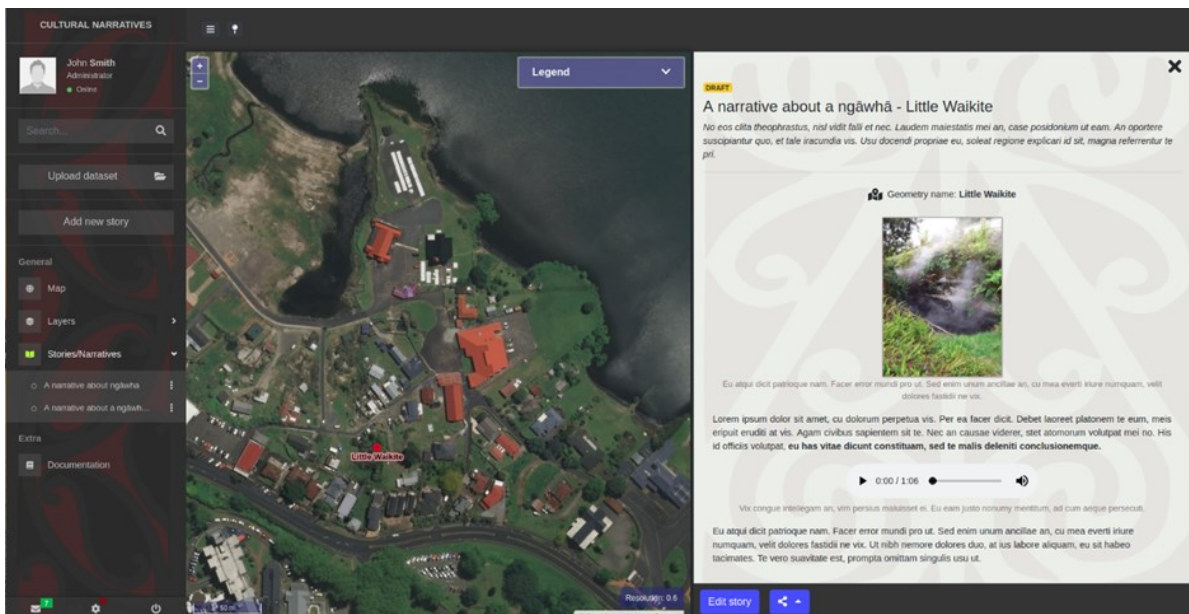 CULTURAL NARRATIVES
John Smith
Administrator
Online
Search...
Upload dataset
Add new story
General
Map
Layers
Stories/Narratives
A narrative about ngāwha
A narrative about a ngāwh...
Extra
Documentation
7
+
−
Legend
Little Waikite
50 m
Resolution: 0.6
DRAFT
A narrative about a ngāwhā - Little Waikite
No eos clita theophrastus, nisl vidit falli et nec. Laudem maiestatis mei an, case posidonium ut eam. An oportere
suscipiantur quo, et tale iracundia vis. Usu docendi propriae eu, soleat regione explicari id sit, magna referrentur te
pri.
Geometry name: Little Waikite
Eu atqui dicit patrioque nam. Facer error mundi pro ut. Sed enim unum ancillae an, cu mea everti iriure numquam, velit
dolores fastidii ne vix.
Lorem ipsum dolor sit amet, cu dolorum perpetua vis. Per ea facer dicit. Debet laoreet platonem te eum, meis
eripuit eruditi at vis. Agam civibus sapientem sit te. Nec an causae viderer, stet atomorum volutpat mei no. His
id officiis volutpat, eu has vitae dicunt constituam, sed te malis deleniti conclusionemque.
0:00 / 1:06
Vix congue intellegam an, vim persius maluisset ei. Eu eam justo nonumy mentitum, ad cum aeque persecuti.
Eu atqui dicit patrioque nam. Facer error mundi pro ut. Sed enim unum ancillae an, cu mea everti iriure
numquam, velit dolores fastidii ne vix. Ut nibh nemore dolores duo, at ius labore aliquam, eu sit habeo
tacimates. Te vero suavitate est, prompta omittam singulis usu ut.
Edit story